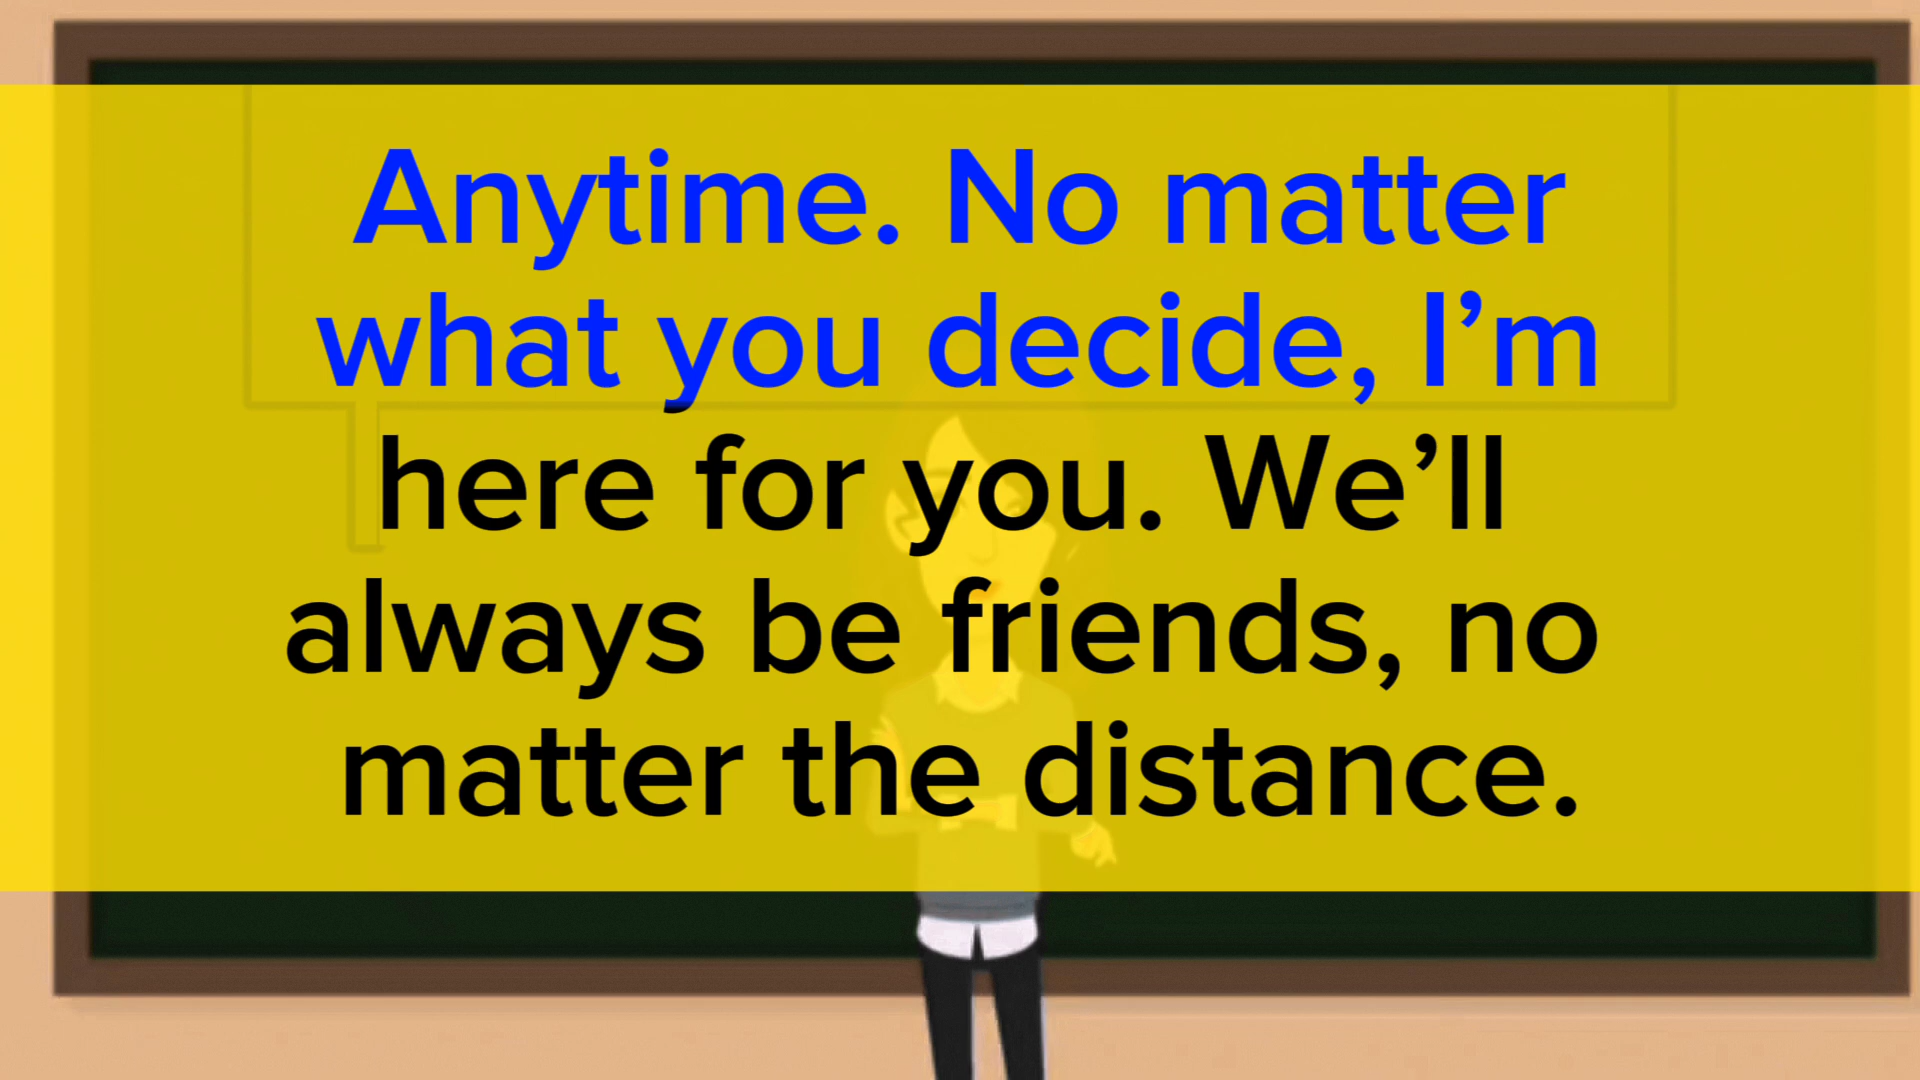 Anytime. No matter
what you decide, I’m
here for you. We’ll
always be friends, no
matter the distance.